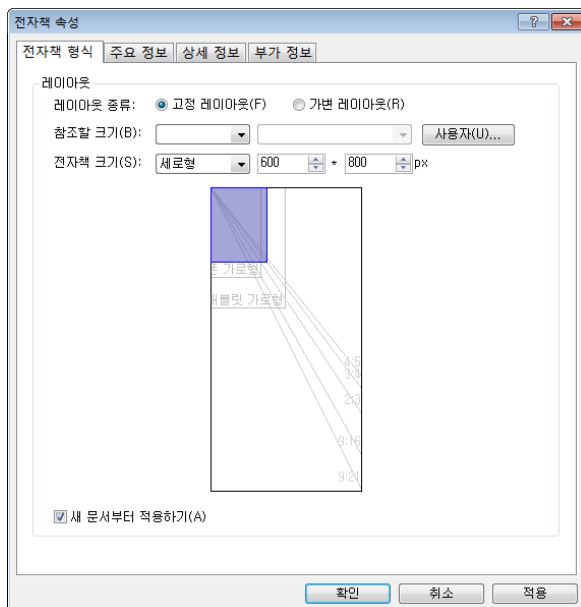 전자책 속성
전자책 형식 주요 정보 상세 정보 부가 정보
레이아웃
레이아웃 종류: 고정 레이아웃(F) 가변 레이아웃(R)
참조할 크기(B): 사용자(U)...
전자책 크기(S): 세로형 600 * 800 px
폰 가로형
태블릿 가로형
4:5
3:4
2:3
9:16
9:21
새 문서부터 적용하기(A)
확인 취소 적용